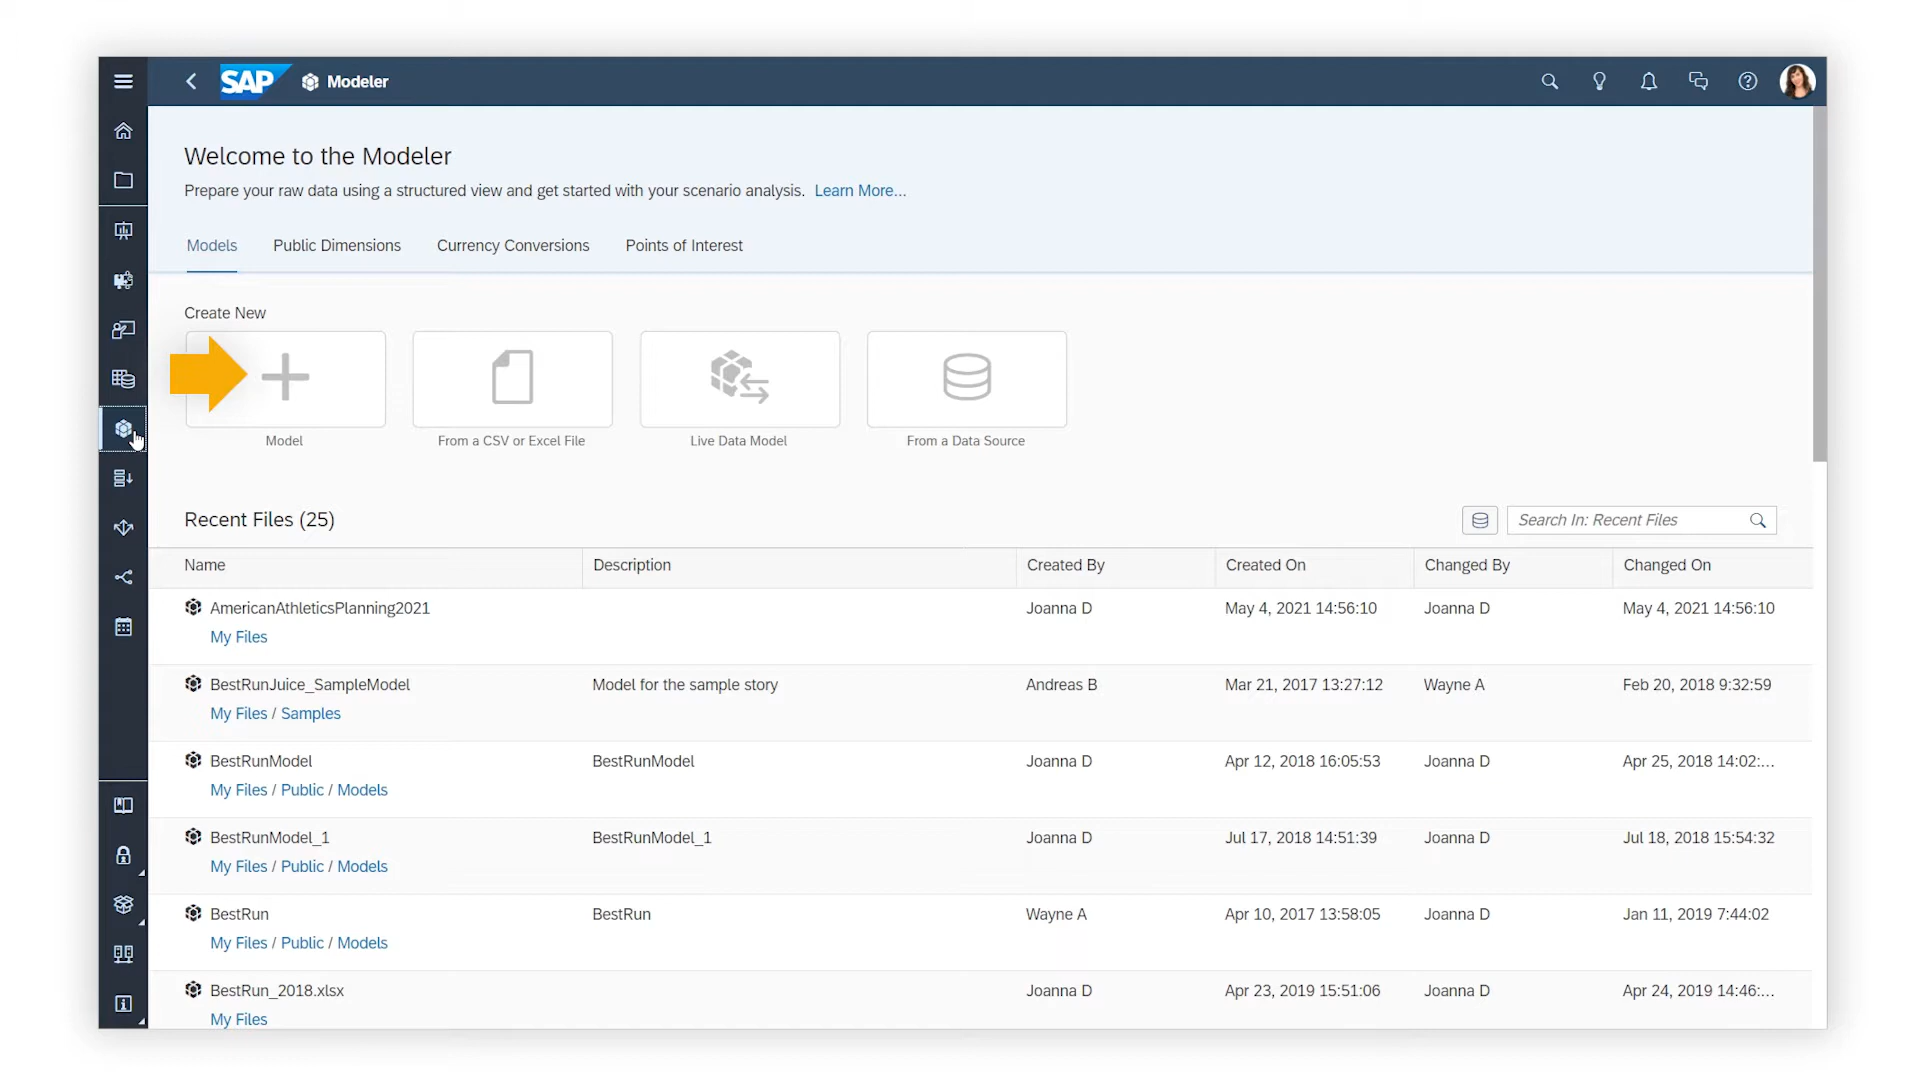 SAP Modeler
Welcome to the Modeler
Prepare your raw data using a structured view and get started with your scenario analysis. Learn More...
Models Public Dimensions Currency Conversions Points of Interest
Create New
Model From a CSV or Excel File Live Data Model From a Data Source
Recent Files (25) Search In: Recent Files
Name Description Created By Created On Changed By Changed On
AmericanAthleticsPlanning2021 Joanna D May 4, 2021 14:56:10 Joanna D May 4, 2021 14:56:10
My Files
BestRunJuice_SampleModel Model for the sample story Andreas B Mar 21, 2017 13:27:12 Wayne A Feb 20, 2018 9:32:59
My Files / Samples
BestRunModel BestRunModel Joanna D Apr 12, 2018 16:05:53 Joanna D Apr 25, 2018 14:02:...
My Files / Public / Models
BestRunModel_1 BestRunModel_1 Joanna D Jul 17, 2018 14:51:39 Joanna D Jul 18, 2018 15:54:32
My Files / Public / Models
BestRun BestRun Wayne A Apr 10, 2017 13:58:05 Joanna D Jan 11, 2019 7:44:02
My Files / Public / Models
BestRun_2018.xlsx Joanna D Apr 23, 2019 15:51:06 Joanna D Apr 24, 2019 14:46:...
My Files